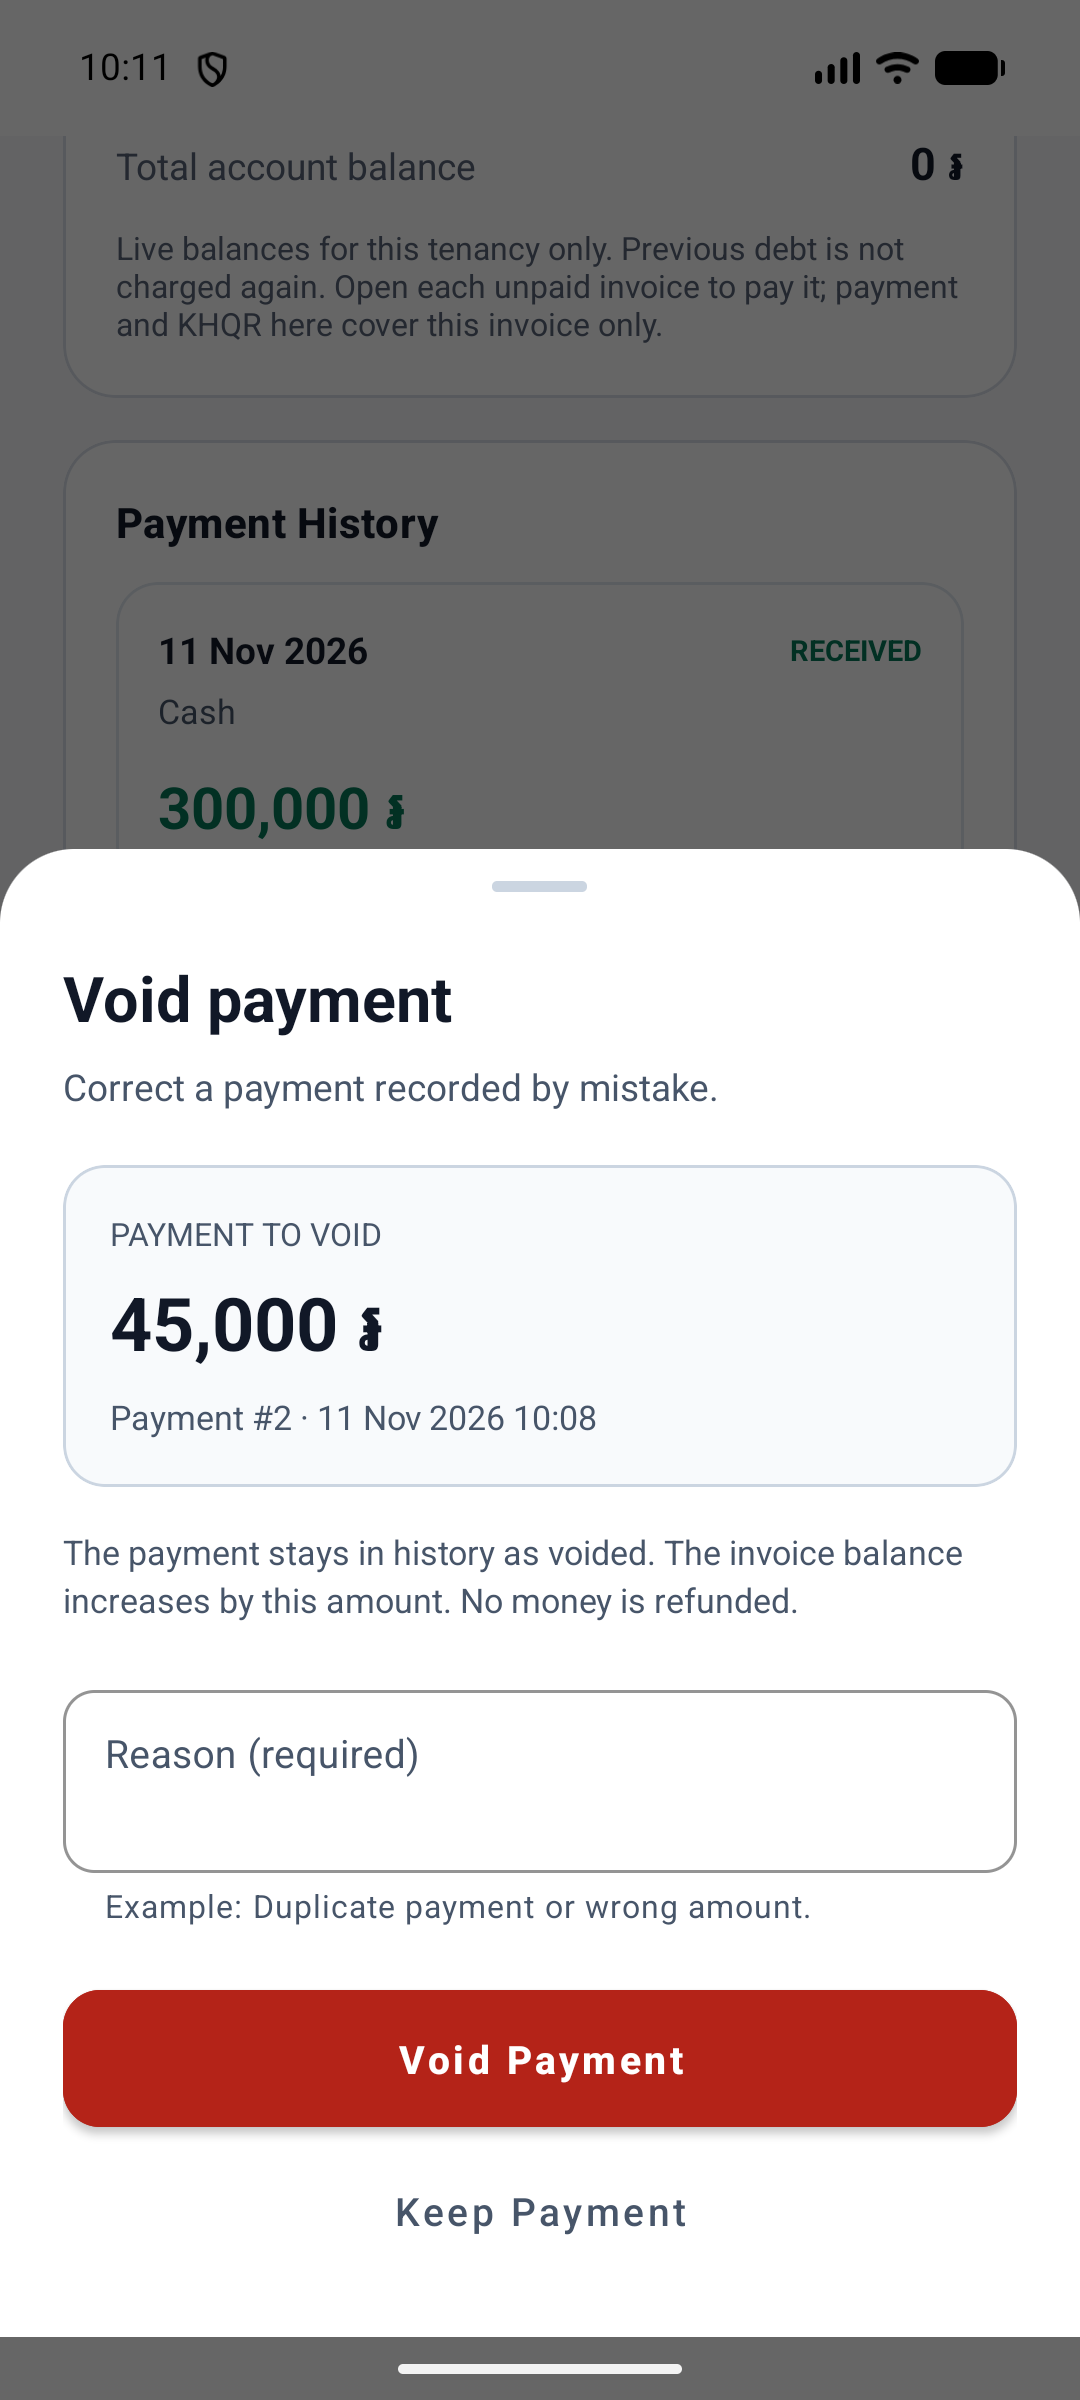 10:11
Total account balance
0 ៛
Live balances for this tenancy only. Previous debt is not
charged again. Open each unpaid invoice to pay it; payment
and KHQR here cover this invoice only.
Payment History
11 Nov 2026
RECEIVED
Cash
300,000 ៛
Void payment
Correct a payment recorded by mistake.
PAYMENT TO VOID
45,000 ៛
Payment #2 · 11 Nov 2026 10:08
The payment stays in history as voided. The invoice balance
increases by this amount. No money is refunded.
Reason (required)
Example: Duplicate payment or wrong amount.
Void Payment
Keep Payment